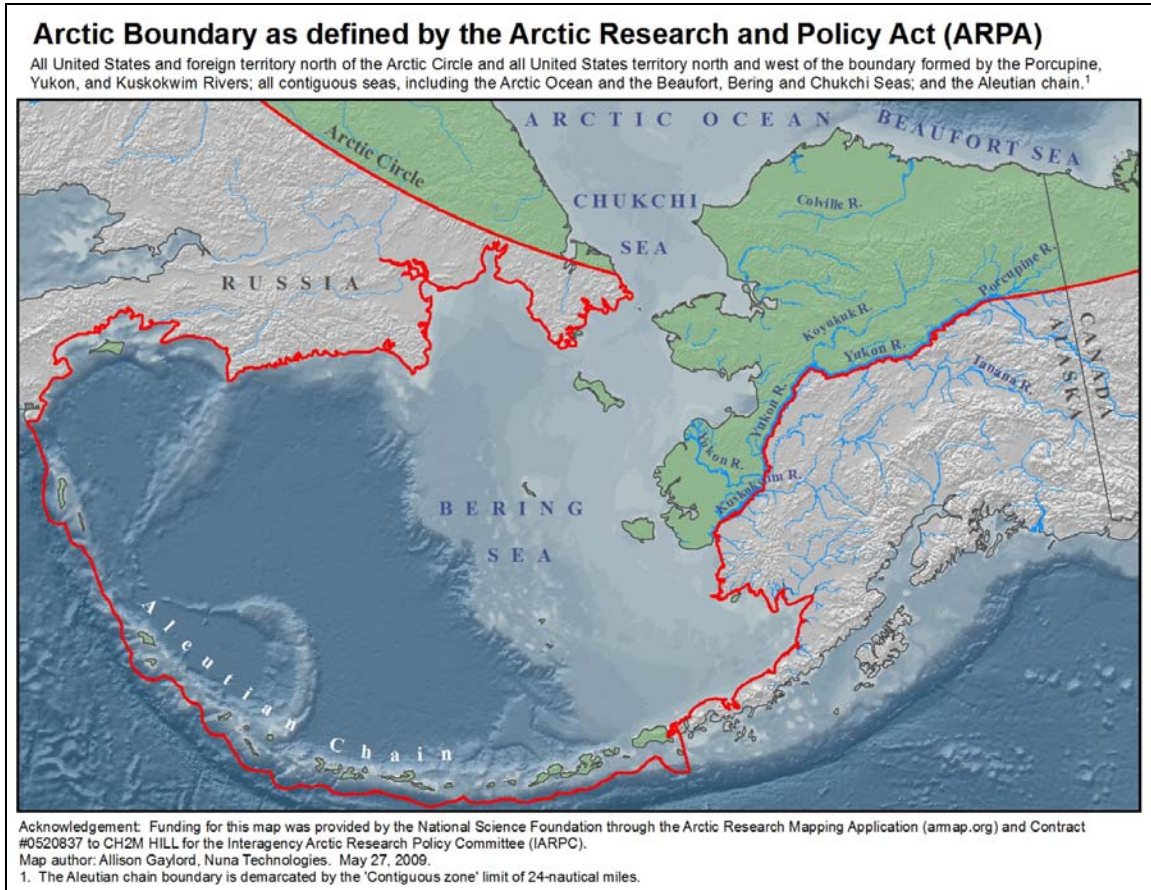 Arctic Boundary as defined by the Arctic Research and Policy Act (ARPA)
All United States and foreign territory north of the Arctic Circle and all United States territory north and west of the boundary formed by the Porcupine,
Yukon, and Kuskokwim Rivers; all contiguous seas, including the Arctic Ocean and the Beaufort, Bering and Chukchi Seas; and the Aleutian chain.1
ARCTIC OCEAN
BEAUFORT SEA
Arctic Circle
CHUKCHI
SEA
Colville R.
RUSSIA
Porcupine R.
Koyukuk R.
Yukon R.
CANADA
ALASKA
Tanana R.
Yukon R.
Yukon R.
Kuskokwim R.
BERING
SEA
Aleutian
Chain
Acknowledgement: Funding for this map was provided by the National Science Foundation through the Arctic Research Mapping Application (armap.org) and Contract
#0520837 to CH2M HILL for the Interagency Arctic Research Policy Committee (IARPC).
Map author: Allison Gaylord, Nuna Technologies. May 27, 2009.
1. The Aleutian chain boundary is demarcated by the 'Contiguous zone' limit of 24-nautical miles.